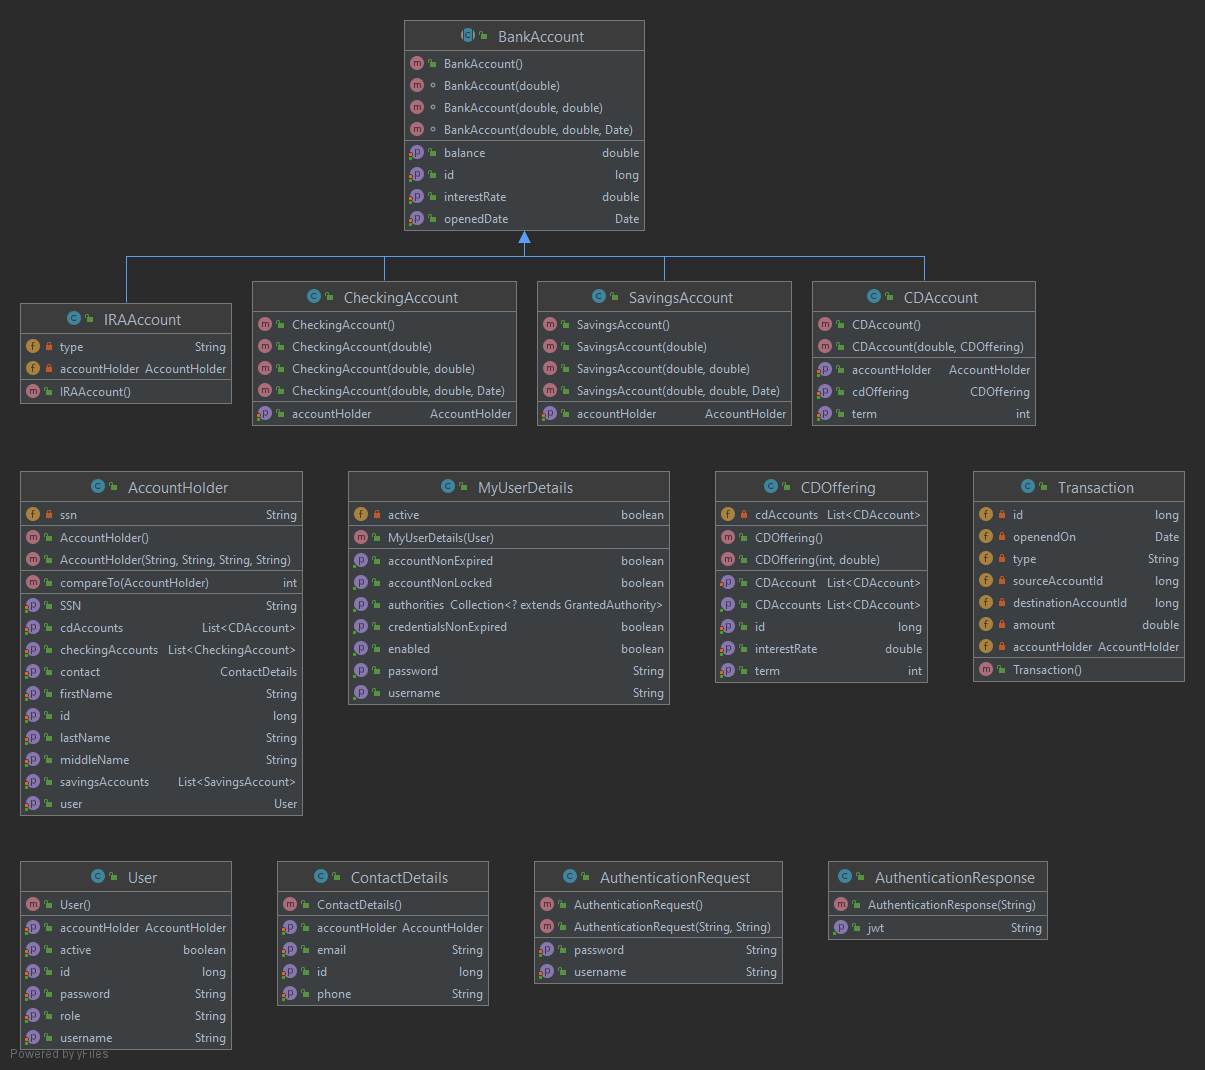 BankAccount
BankAccount()
BankAccount(double)
BankAccount(double, double)
BankAccount(double, double, Date)
balance double
id long
interestRate double
openedDate Date
IRAAccount
type String
accountHolder AccountHolder
IRAAccount()
CheckingAccount
CheckingAccount()
CheckingAccount(double)
CheckingAccount(double, double)
CheckingAccount(double, double, Date)
accountHolder AccountHolder
SavingsAccount
SavingsAccount()
SavingsAccount(double)
SavingsAccount(double, double)
SavingsAccount(double, double, Date)
accountHolder AccountHolder
CDAccount
CDAccount()
CDAccount(double, CDOffering)
accountHolder AccountHolder
cdOffering CDOffering
term int
AccountHolder
ssn String
AccountHolder()
AccountHolder(String, String, String, String)
compareTo(AccountHolder) int
SSN String
cdAccounts List<CDAccount>
checkingAccounts List<CheckingAccount>
contact ContactDetails
firstName String
id long
lastName String
middleName String
savingsAccounts List<SavingsAccount>
user User
MyUserDetails
active boolean
MyUserDetails(User)
accountNonExpired boolean
accountNonLocked boolean
authorities Collection<? extends GrantedAuthority>
credentialsNonExpired boolean
enabled boolean
password String
username String
CDOffering
cdAccounts List<CDAccount>
CDOffering()
CDOffering(int, double)
CDAccount List<CDAccount>
CDAccounts List<CDAccount>
id long
interestRate double
term int
Transaction
id long
openendOn Date
type String
sourceAccountId long
destinationAccountId long
amount double
accountHolder AccountHolder
Transaction()
User
User()
accountHolder AccountHolder
active boolean
id long
password String
role String
username String
ContactDetails
ContactDetails()
accountHolder AccountHolder
email String
id long
phone String
AuthenticationRequest
AuthenticationRequest()
AuthenticationRequest(String, String)
password String
username String
AuthenticationResponse
AuthenticationResponse(String)
jwt String
Powered by yFiles